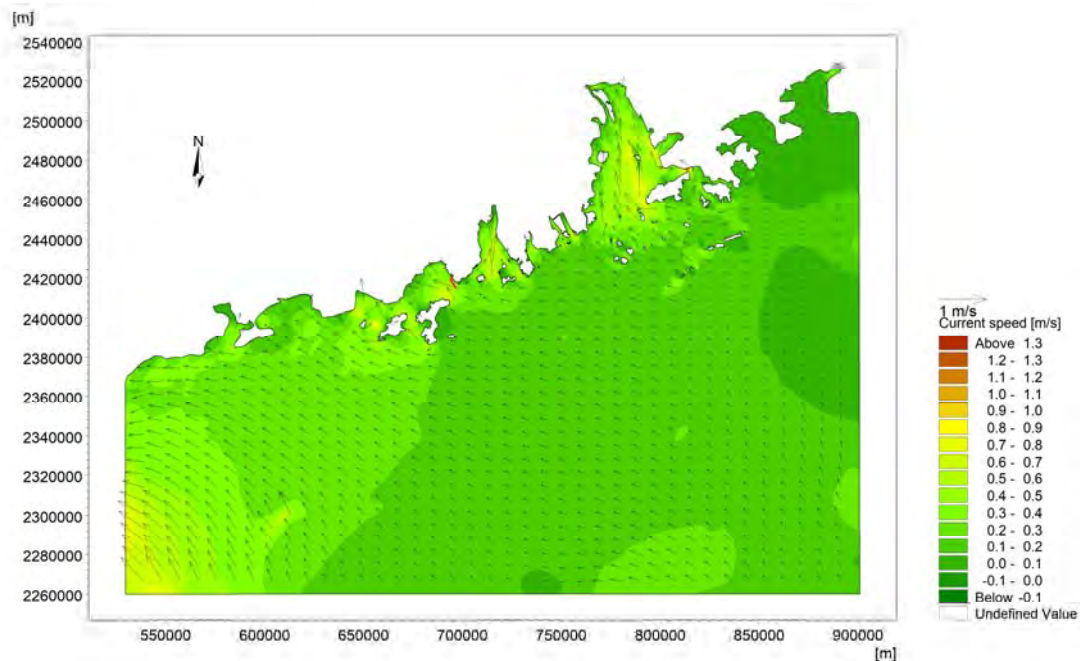 [m]
2540000
2520000
2500000
2480000
2460000
2440000
2420000
2400000
2380000
2360000
2340000
2320000
2300000
2280000
2260000
N
550000 600000 650000 700000 750000 800000 850000 900000
[m]
1 m/s
Current speed [m/s]
Above 1.3
1.2 - 1.3
1.1 - 1.2
1.0 - 1.1
0.9 - 1.0
0.8 - 0.9
0.7 - 0.8
0.6 - 0.7
0.5 - 0.6
0.4 - 0.5
0.3 - 0.4
0.2 - 0.3
0.1 - 0.2
0.0 - 0.1
-0.1 - 0.0
Below -0.1
Undefined Value